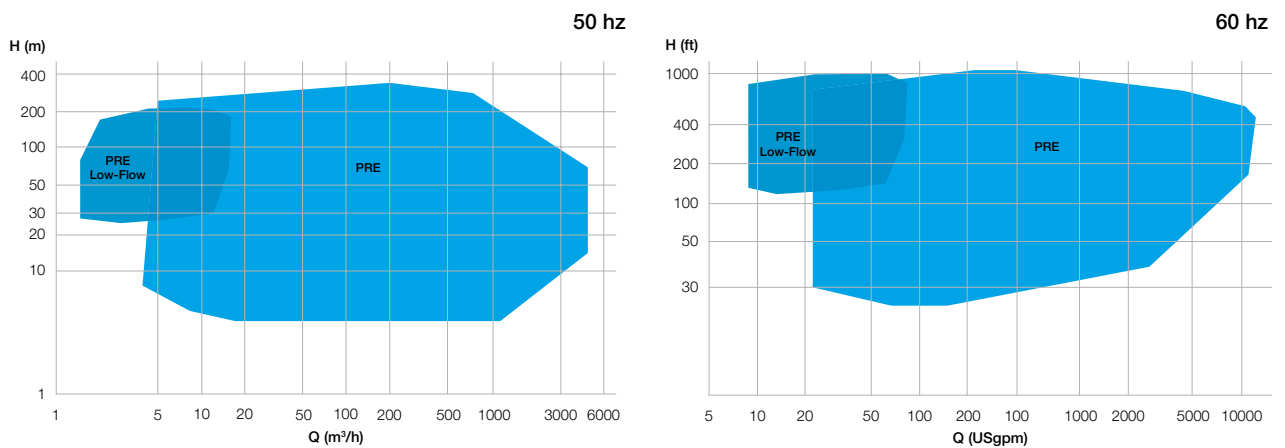 50 hz
H (m)
400
200
100
50
30
20
10
1
PRE
Low-Flow
PRE
1 5 10 20 50 100 200 500 1000 3000 6000
Q (m³/h)
60 hz
H (ft)
1000
400
200
100
50
30
PRE
Low-Flow
PRE
5 10 20 50 100 200 100 1000 2000 5000 10000
Q (USgpm)